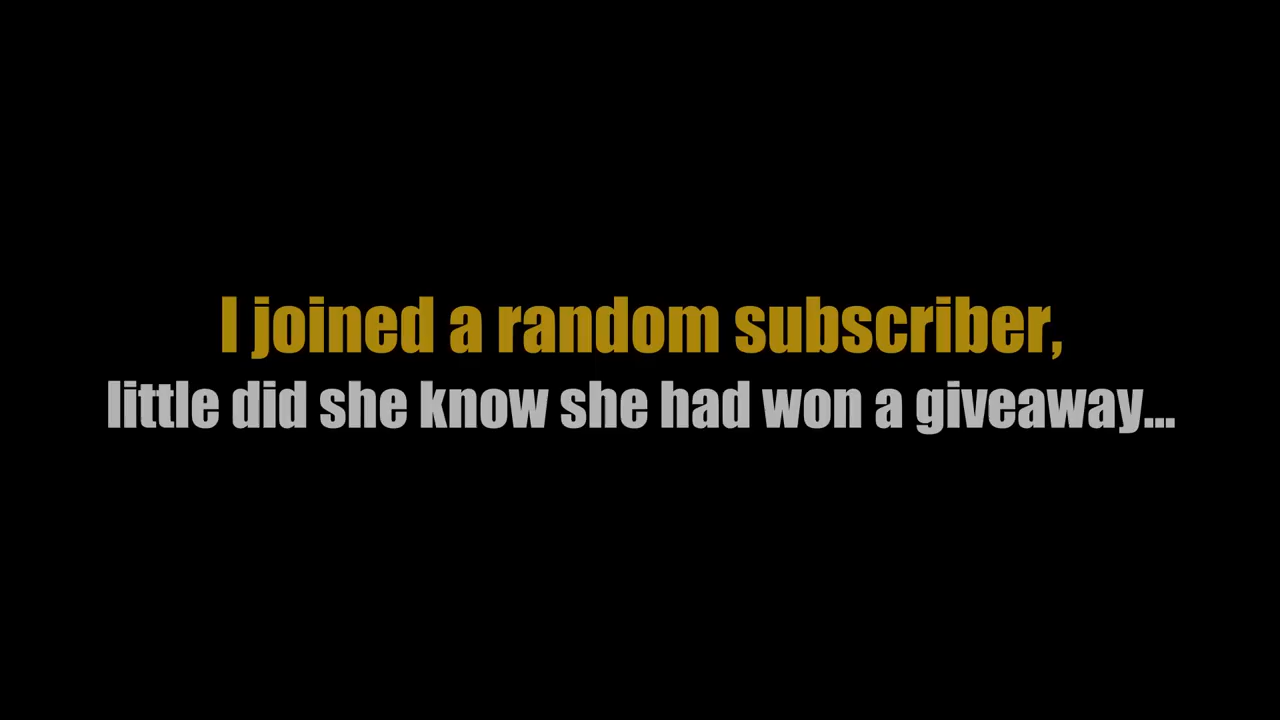 I joined a random subscriber,
little did she know she had won a giveaway...